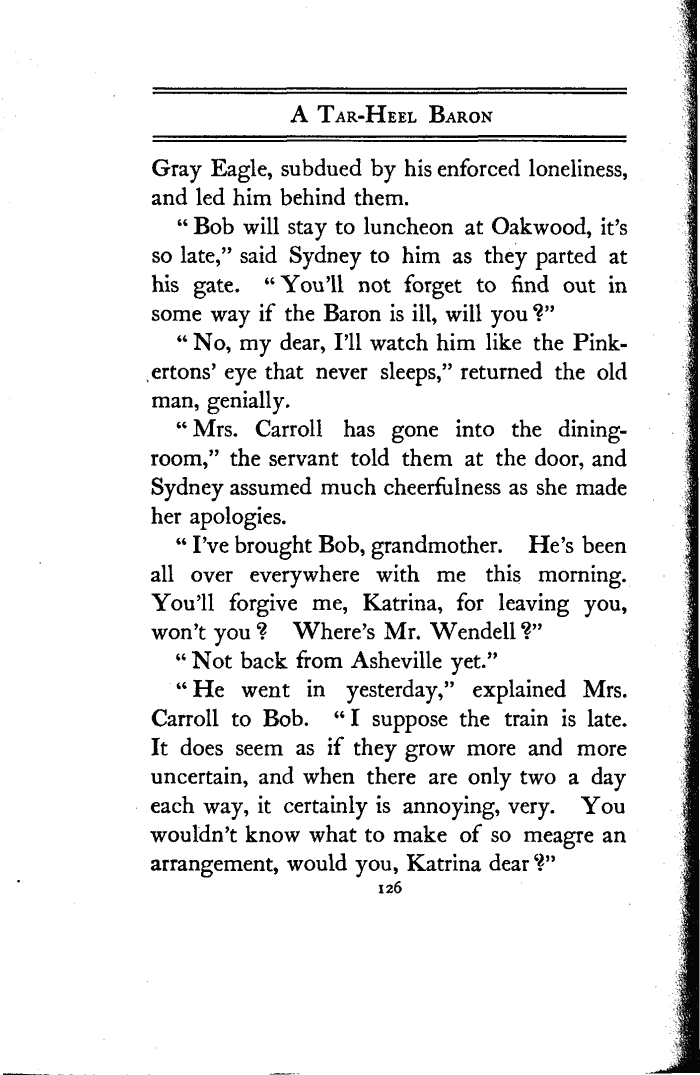 A Tar-Heel Baron
Gray Eagle, subdued by his enforced loneliness,
and led him behind them.
“Bob will stay to luncheon at Oakwood, it's
so late,” said Sydney to him as they parted at
his gate. “You'll not forget to find out in
some way if the Baron is ill, will you?”
“No, my dear, I'll watch him like the Pink-
ertons' eye that never sleeps,” returned the old
man, genially.
“Mrs. Carroll has gone into the dining-
room,” the servant told them at the door, and
Sydney assumed much cheerfulness as she made
her apologies.
“I've brought Bob, grandmother. He's been
all over everywhere with me this morning.
You'll forgive me, Katrina, for leaving you,
won't you? Where's Mr. Wendell?”
“Not back from Asheville yet.”
“He went in yesterday,” explained Mrs.
Carroll to Bob. “I suppose the train is late.
It does seem as if they grow more and more
uncertain, and when there are only two a day
each way, it certainly is annoying, very. You
wouldn't know what to make of so meagre an
arrangement, would you, Katrina dear?”
126